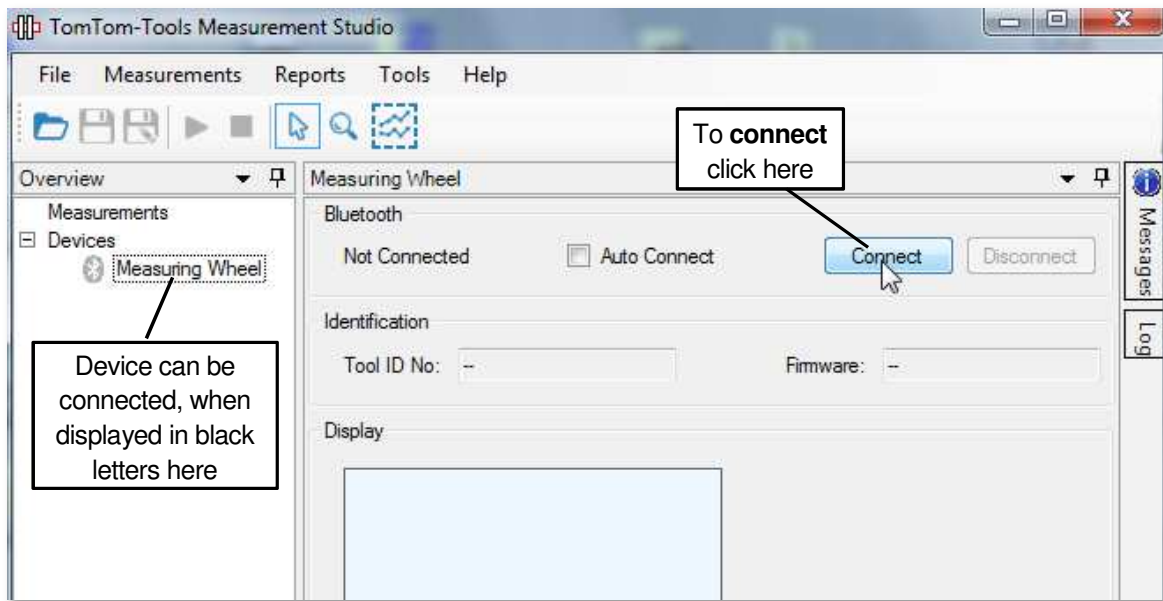 TomTom-Tools Measurement Studio
File Measurements Reports Tools Help
To connect
click here
Overview
Measurements
Devices
Measuring Wheel
Device can be
connected, when
displayed in black
letters here
Measuring Wheel
Bluetooth
Not Connected Auto Connect Connect Disconnect
Identification
Tool ID No: -- Firmware: --
Display
Messages
Log